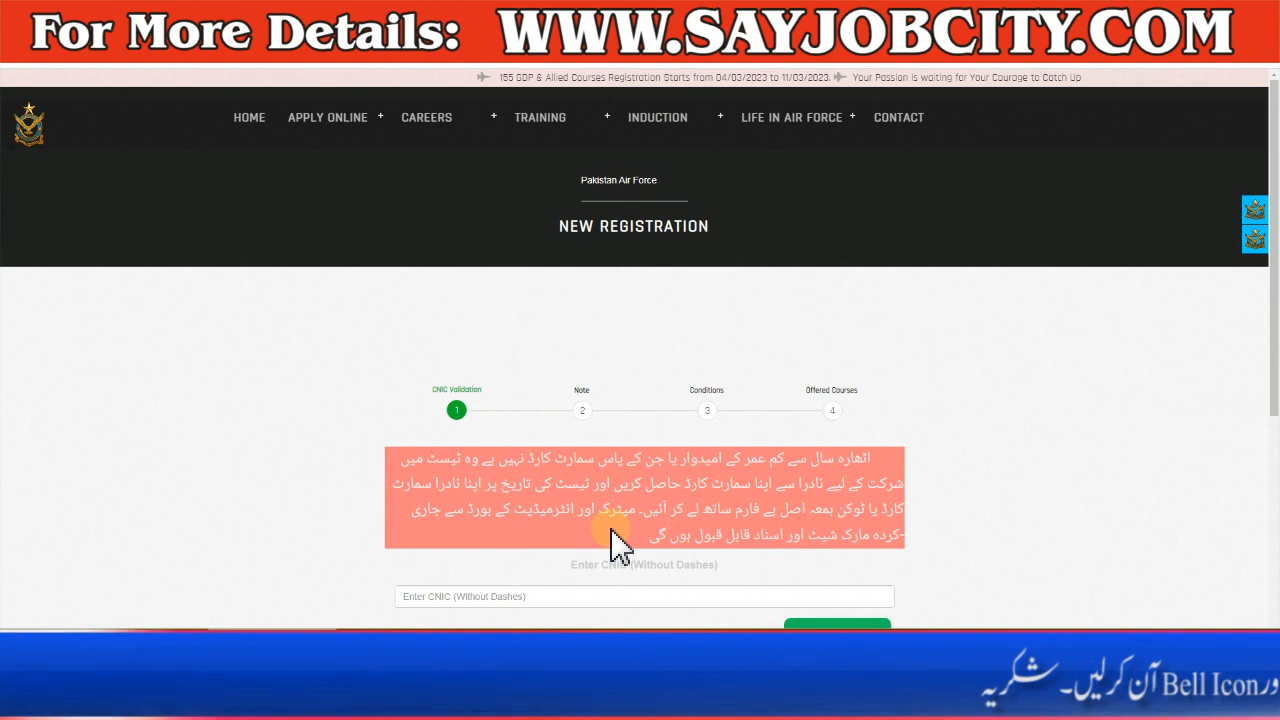 For More Details: WWW.SAYJOBCITY.COM
155 GDP & Allied Courses Registration Starts from 04/03/2023 to 11/03/2023. Your Passion is waiting for Your Courage to Catch Up
HOME APPLY ONLINE + CAREERS + TRAINING + INDUCTION + LIFE IN AIR FORCE + CONTACT
Pakistan Air Force
NEW REGISTRATION
CNIC Validation Note Conditions Offered Courses
1 2 3 4
اٹھارہ سال سے کم عمر کے امیدوار یا جن کے پاس سمارٹ کارڈ نہیں ہے وہ ٹیسٹ میں
شرکت کے لیے نادرا سے اپنا سمارٹ کارڈ حاصل کریں اور ٹیسٹ کی تاریخ پر اپنا نادرا سمارٹ
کارڈ یا ٹوکن بمعہ اصل بے فارم ساتھ لے کر آئیں۔ میٹرک اور انٹرمیڈیٹ کے بورڈ سے جاری
-کردہ مارک شیٹ اور اسناد قابل قبول ہوں گی
Enter CNIC (Without Dashes)
Enter CNIC (Without Dashes)
ور Bell Icon آن کرلیں۔ شکریہ